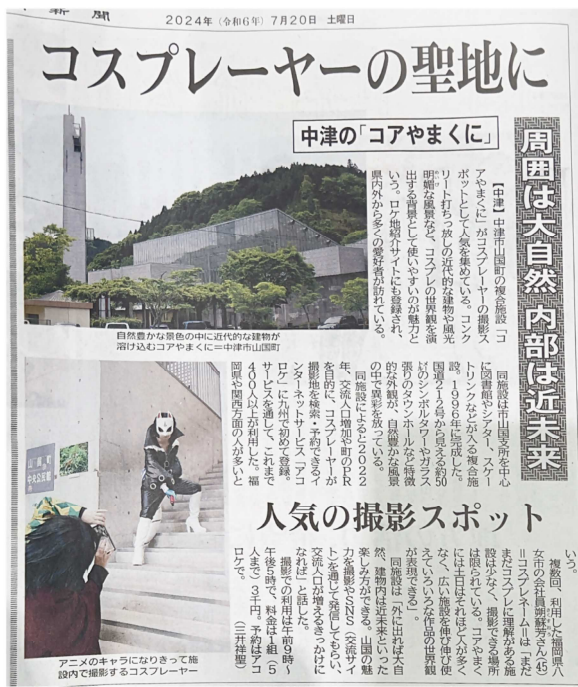 新聞
2024年(令和6年)7月20日 土曜日
コスプレーヤーの聖地に
中津の「コアやまくに」
周囲は大自然 内部は近未来
【中津】中津市山国町の複合施設「コ
アやまくに」がコスプレーヤーの撮影ス
ポットとして人気を集めている。コンク
リート打ちっ放しの近代的な建物や風光
明媚な風景など、コスプレの世界観を演
出する背景として使いやすいのが魅力と
いう。ロケ地紹介サイトにも登録され、
県内外から多くの愛好者が訪れている。
自然豊かな景色の中に近代的な建物が
溶け込むコアやまくに=中津市山国町
同施設は市山国支所を中心
に図書館やシアター、スケー
トリンクなどが入る複合施
設。1996年に完成した。
国道212号から見える約50
㍍のシンボルタワーやガラス
張りのタウンホールなど特徴
的な外観が、自然豊かな風景
の中で異彩を放っている。
同施設によると2022
年、交流人口増加や町のPR
を目的に、コスプレーヤーが
撮影地を検索・予約できるイ
ンターネットサービス「アコ
ロケ」に九州で初めて登録。
サービスを通して、これまで
400人以上が利用した。福
岡県や関西方面の人が多いと
いう。
人気の撮影スポット
複数回、利用した福岡県八
女市の会社員朝蘇芳さん(45)
=コスプレネーム=は「まだ
まだコスプレに理解がある施
設は少なく、撮影できる場所
は限られている。コアやまく
には土日はそれほど人が多く
なく、広い施設を伸び伸び使
えていろいろな作品の世界観
が表現できる」。
同施設は「外に出れば大自
然、建物内は近未来といった
楽しみ方ができる。山国の魅
力を撮影やSNS(交流サイ
ト)を通じて発信してもらい、
交流人口が増えるきっかけに
なれば」と話した。
撮影での利用は午前9時~
午後5時で、料金は1組(5
人まで)3千円。予約はアコ
ロケで。(三井祥聖)
アニメのキャラになりきって施
設内で撮影するコスプレーヤー